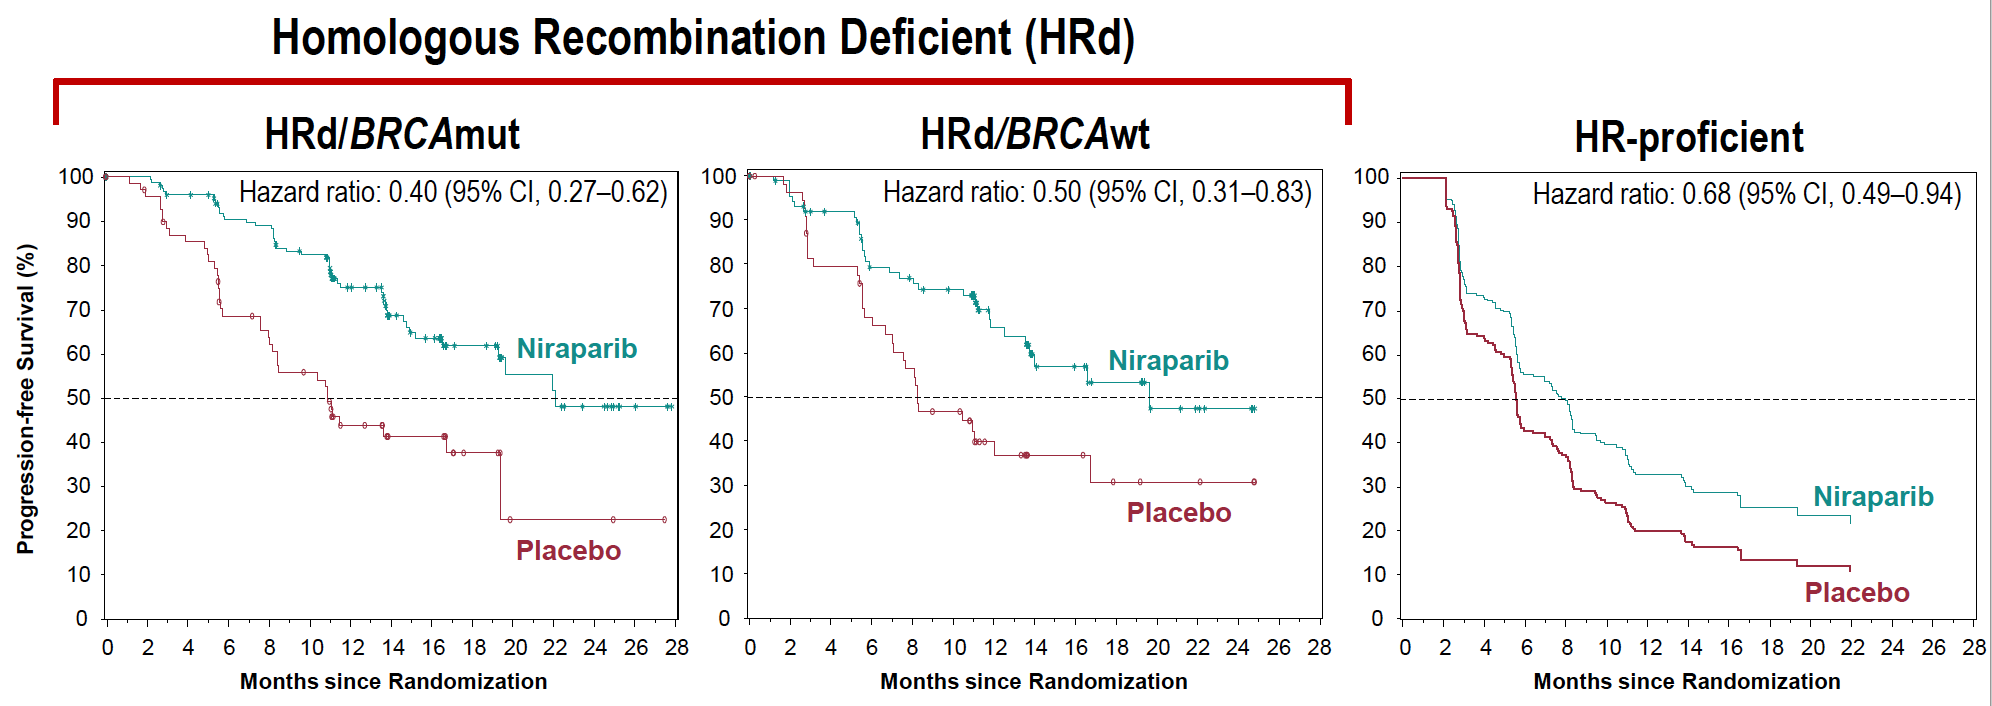 Homologous Recombination Deficient (HRd)
HRd/BRCAmut
HRd/BRCAwt
HR-proficient
Progression-free Survival (%)
Hazard ratio: 0.40 (95% CI, 0.27–0.62)
100
90
80
70
60
50
40
30
20
10
0
Niraparib
Placebo
0 2 4 6 8 10 12 14 16 18 20 22 24 26 28
Months since Randomization
Hazard ratio: 0.50 (95% CI, 0.31–0.83)
100
90
80
70
60
50
40
30
20
10
0
Niraparib
Placebo
0 2 4 6 8 10 12 14 16 18 20 22 24 26 28
Months since Randomization
Hazard ratio: 0.68 (95% CI, 0.49–0.94)
100
90
80
70
60
50
40
30
20
10
0
Niraparib
Placebo
0 2 4 6 8 10 12 14 16 18 20 22 24 26 28
Months since Randomization